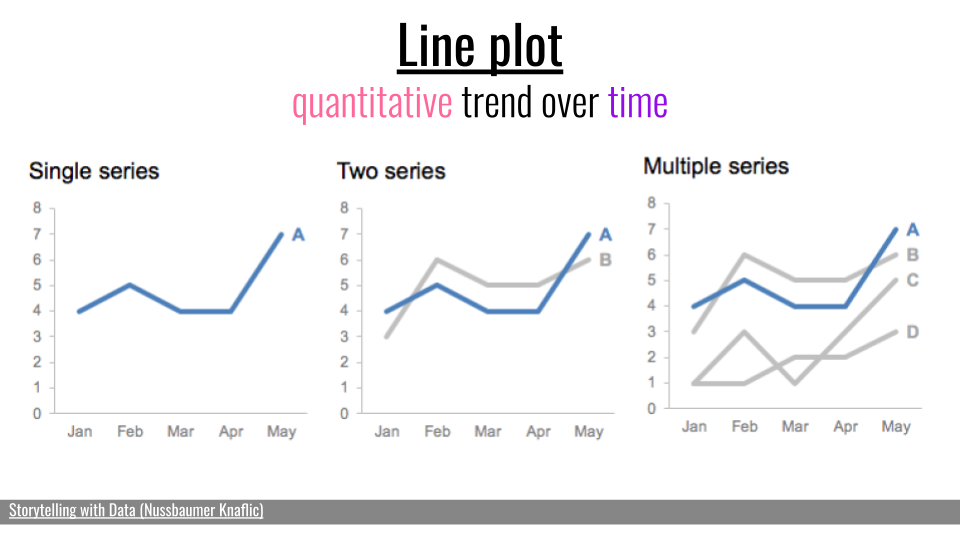 Line plot
quantitative trend over time
Single series
8
7
6
5
4
3
2
1
0
Jan Feb Mar Apr May
A
Two series
8
7
6
5
4
3
2
1
0
Jan Feb Mar Apr May
A
B
Multiple series
8
7
6
5
4
3
2
1
0
Jan Feb Mar Apr May
A
B
C
D
Storytelling with Data (Nussbaumer Knaflic)